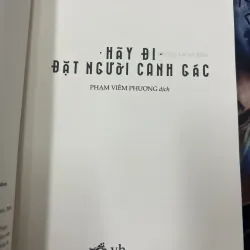 · HÃY ĐI ·
ĐẶT NGƯỜI CANH GÁC
PHẠM VIÊM PHƯƠNG dịch